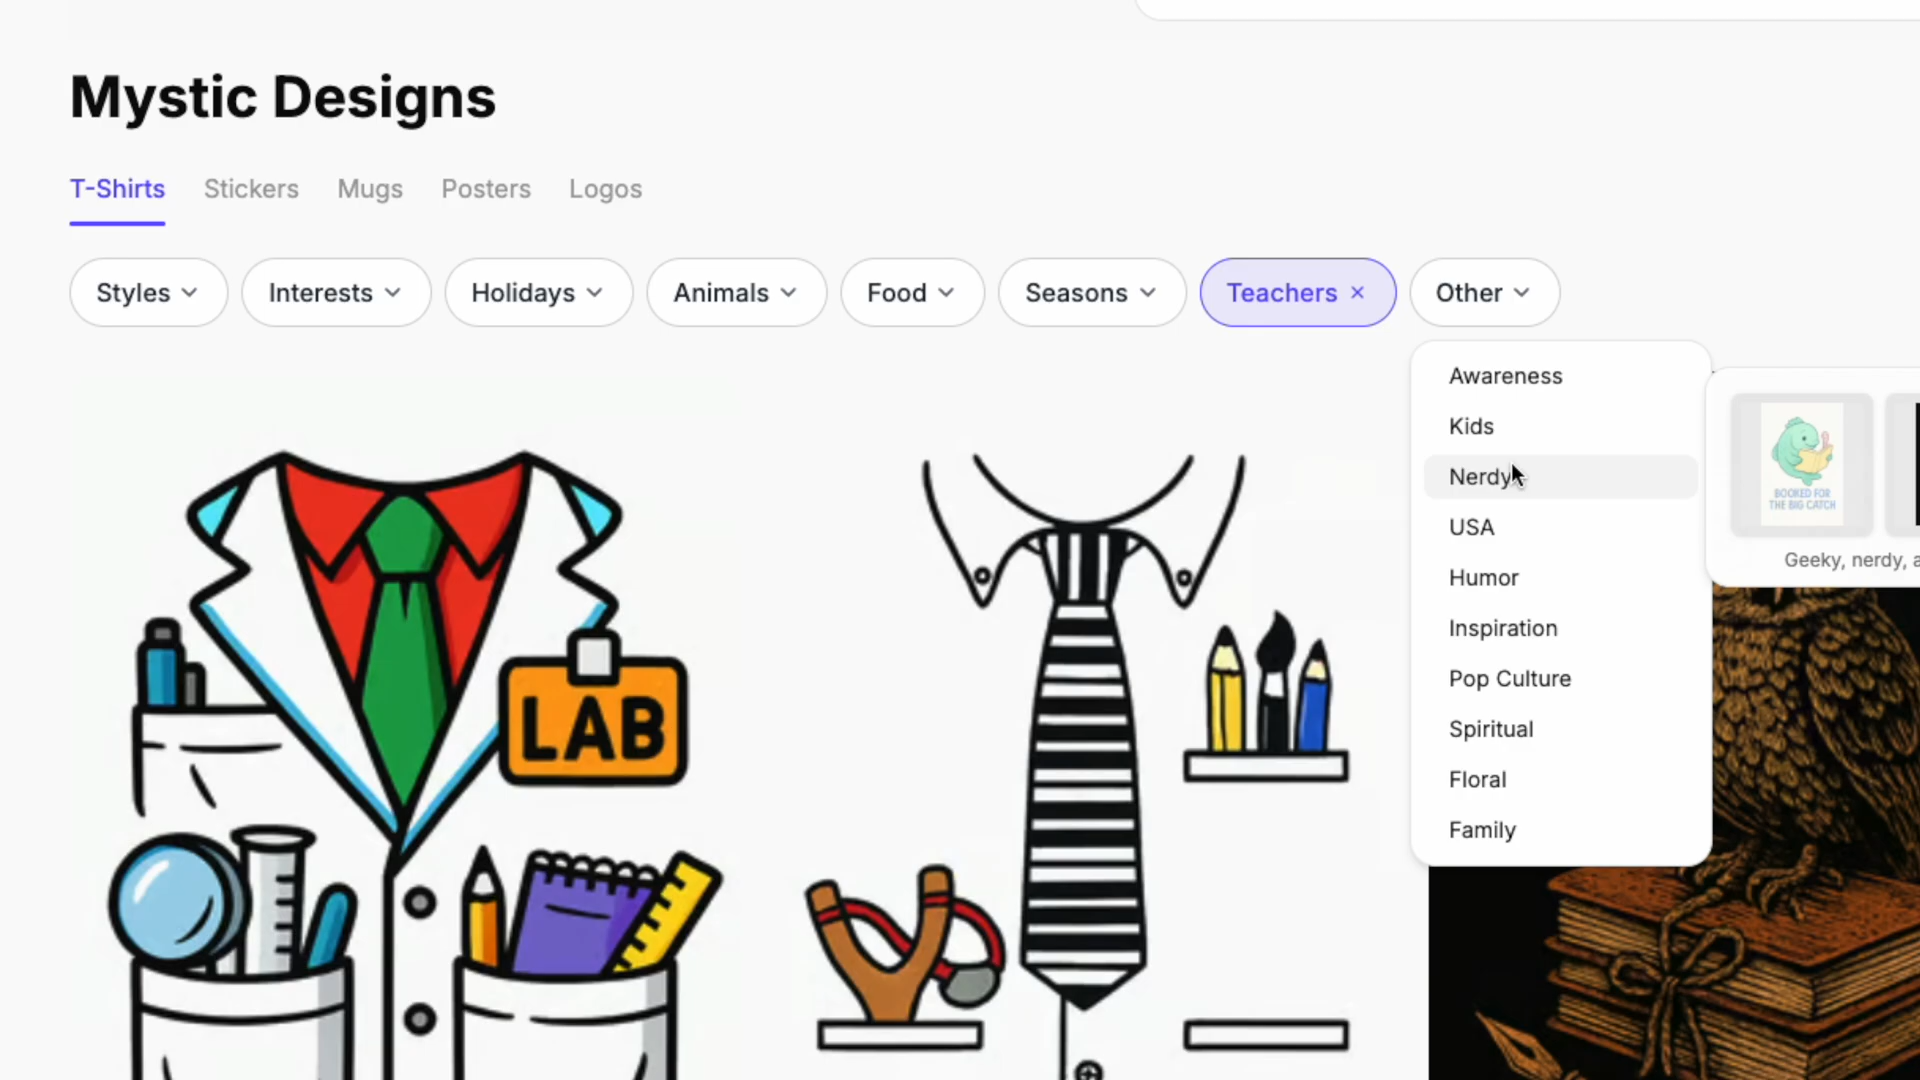 Mystic Designs
T-Shirts Stickers Mugs Posters Logos
Styles Interests Holidays Animals Food Seasons Teachers × Other
Awareness
Kids
Nerdy
USA
Humor
Inspiration
Pop Culture
Spiritual
Floral
Family
BOOKED FOR
THE BIG CATCH
Geeky, nerdy, a
LAB